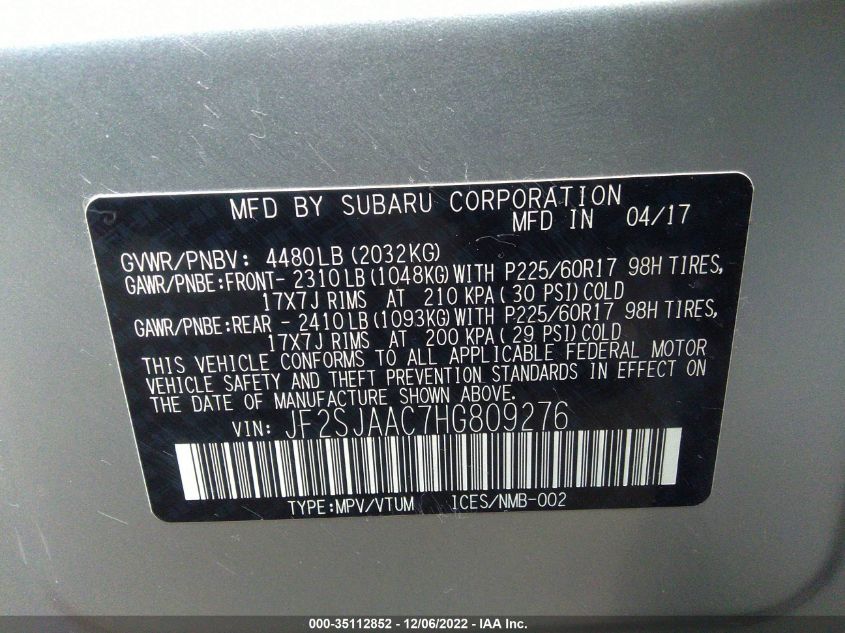 MFD BY SUBARU CORPORATION
MFD IN 04/17
GVWR/PNBV: 4480LB(2032KG)
GAWR/PNBE:FRONT- 2310LB(1048KG)WITH P225/60R17 98H TIRES,
17X7J RIMS AT 210 KPA(30 PSI)COLD
GAWR/PNBE:REAR - 2410LB(1093KG)WITH P225/60R17 98H TIRES,
17X7J RIMS AT 200 KPA(29 PSI)COLD
THIS VEHICLE CONFORMS TO ALL APPLICABLE FEDERAL MOTOR
VEHICLE SAFETY AND THEFT PREVENTION STANDARDS IN EFFECT ON
THE DATE OF MANUFACTURE SHOWN ABOVE.
VIN: JF2SJAAC7HG809276
TYPE:MPV/VTUM ICES/NMB-002
000-35112852 - 12/06/2022 - IAA Inc.